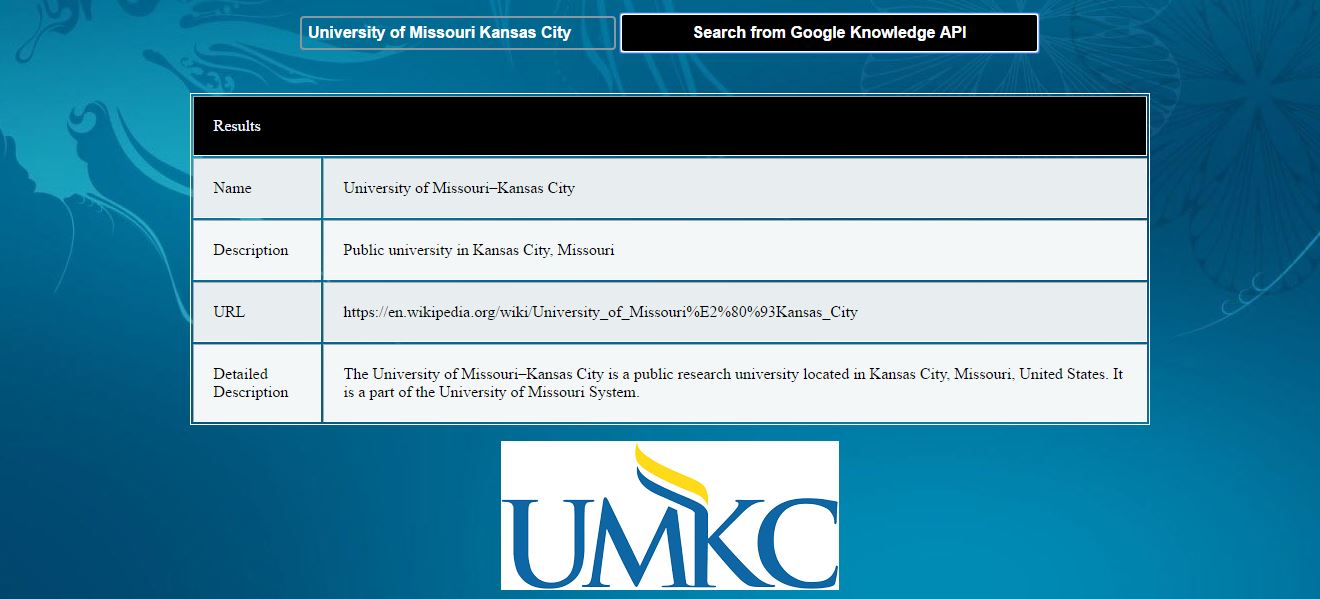 University of Missouri Kansas City
Search from Google Knowledge API
Results
Name
University of Missouri–Kansas City
Description
Public university in Kansas City, Missouri
URL
https://en.wikipedia.org/wiki/University_of_Missouri%E2%80%93Kansas_City
Detailed
Description
The University of Missouri–Kansas City is a public research university located in Kansas City, Missouri, United States. It
is a part of the University of Missouri System.
UMKC